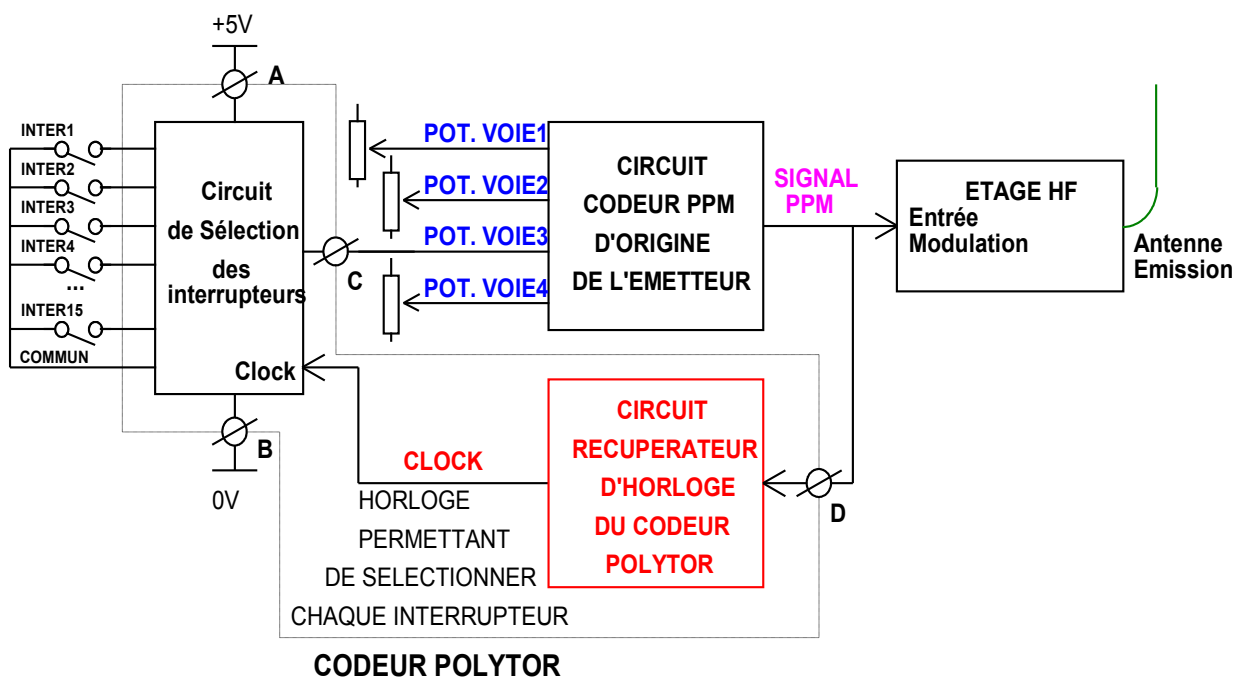 +5V
A
INTER1
INTER2
INTER3
INTER4
...
INTER15
COMMUN
Circuit
de Sélection
des
interrupteurs
Clock
C
B
0V
POT. VOIE1
POT. VOIE2
POT. VOIE3
POT. VOIE4
CIRCUIT
CODEUR PPM
D'ORIGINE
DE L'EMETTEUR
SIGNAL
PPM
ETAGE HF
Entrée
Modulation
Antenne
Emission
CIRCUIT
RECUPERATEUR
D'HORLOGE
DU CODEUR
POLYTOR
D
CLOCK
HORLOGE
PERMETTANT
DE SELECTIONNER
CHAQUE INTERRUPTEUR
CODEUR POLYTOR